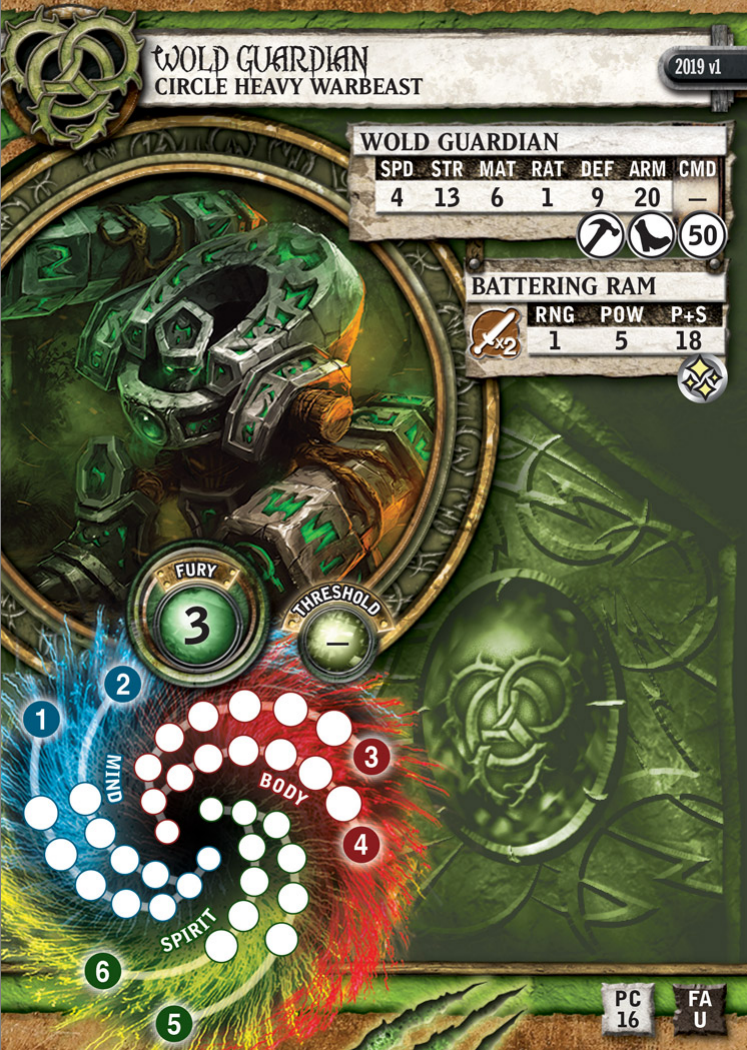 WOLD GUARDIAN
CIRCLE HEAVY WARBEAST
2019 v1
WOLD GUARDIAN
SPD STR MAT RAT DEF ARM CMD
4 13 6 1 9 20 –
50
BATTERING RAM
RNG POW P+S
x2 1 5 18
FURY
3
THRESHOLD
–
1
2
MIND
BODY
3
4
SPIRIT
6
5
PC
16
FA
U